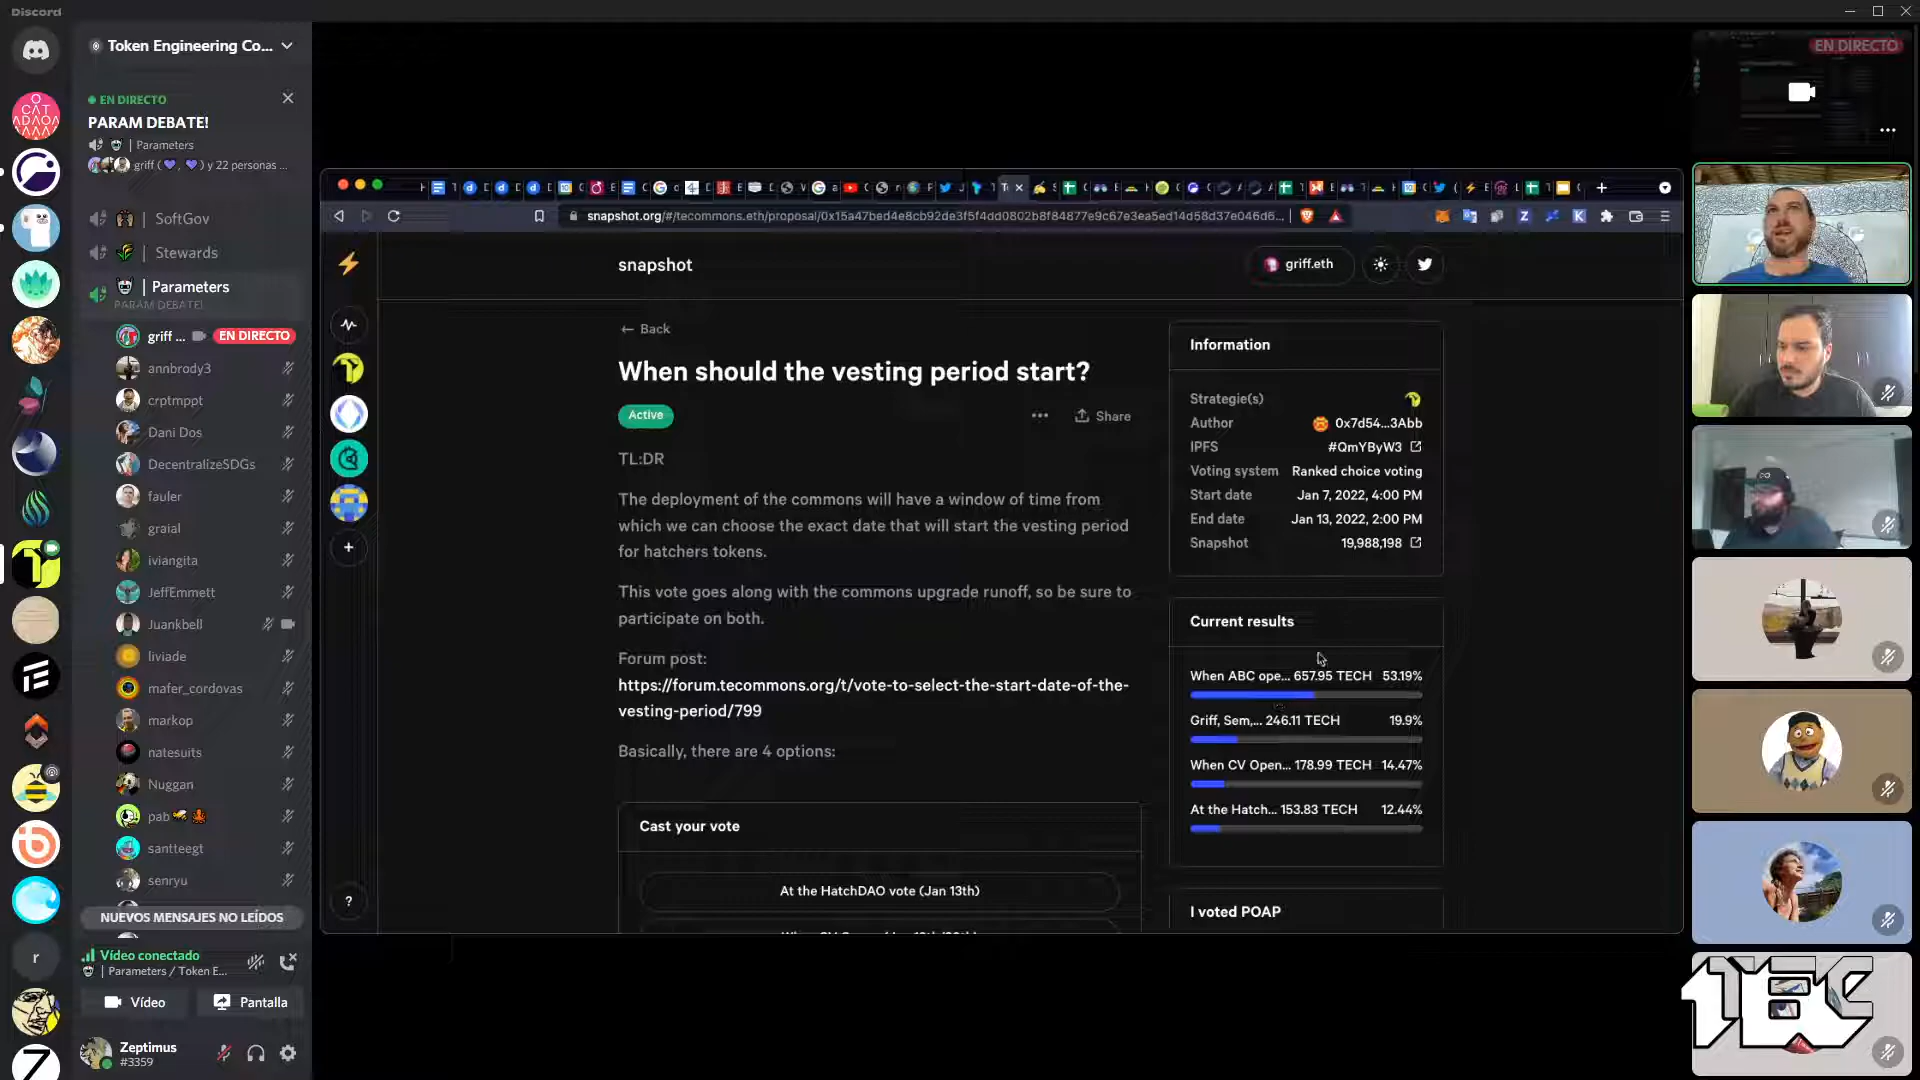 Discord
Token Engineering Co...
EN DIRECTO
PARAM DEBATE!
| Parameters
griff (💜, 💜) y 22 personas ...
| SoftGov
| Stewards
| Parameters
PARAM DEBATE!
griff ...
EN DIRECTO
annbrody3
crptmppt
Dani Dos
DecentralizeSDGs
fauler
graial
iviangita
JeffEmmett
Juankbell
liviade
mafer_cordovas
markop
natesuits
Nuggan
pab
santteegt
senryu
NUEVOS MENSAJES NO LEÍDOS
Vídeo conectado
| Parameters / Token E...
Vídeo
Pantalla
Zeptimus
#3359
r
snapshot.org/#/tecommons.eth/proposal/0x15a47bed4e8cb92de3f5f4dd0802b8f84877e9c67e3ea5ed14d58d37e046d6...
snapshot
griff.eth
← Back
When should the vesting period start?
Active
Share
TL:DR
The deployment of the commons will have a window of time from
which we can choose the exact date that will start the vesting period
for hatchers tokens.
This vote goes along with the commons upgrade runoff, so be sure to
participate on both.
Forum post:
https://forum.tecommons.org/t/vote-to-select-the-start-date-of-the-
vesting-period/799
Basically, there are 4 options:
Cast your vote
At the HatchDAO vote (Jan 13th)
Information
Strategie(s)
Author 0x7d54...3Abb
IPFS #QmYByW3
Voting system Ranked choice voting
Start date Jan 7, 2022, 4:00 PM
End date Jan 13, 2022, 2:00 PM
Snapshot 19,988,198
Current results
When ABC ope... 657.95 TECH 53.19%
Griff, Sem,... 246.11 TECH 19.9%
When CV Open... 178.99 TECH 14.47%
At the Hatch... 153.83 TECH 12.44%
I voted POAP
EN DIRECTO
TEC